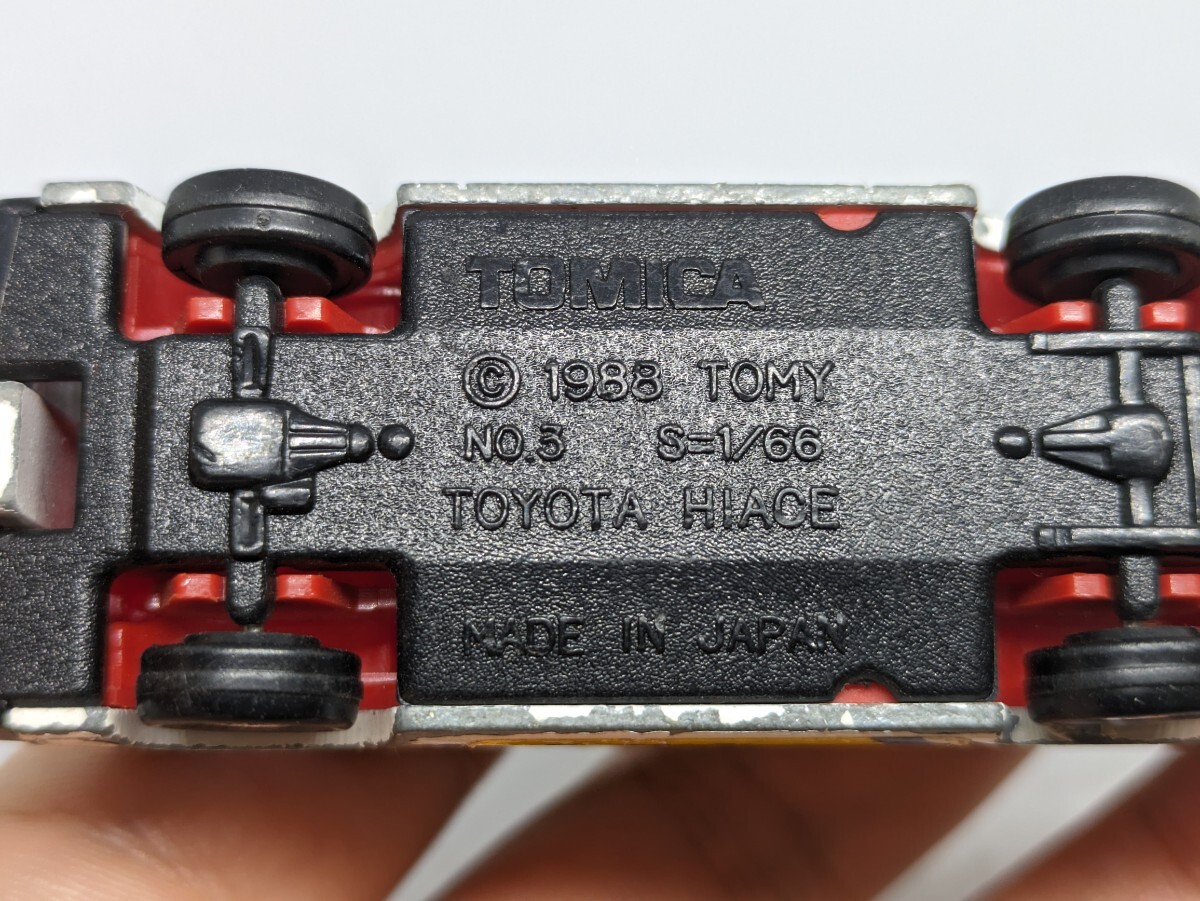 TOMICA
© 1988 TOMY
NO.3 S=1/66
TOYOTA HIACE
MADE IN JAPAN